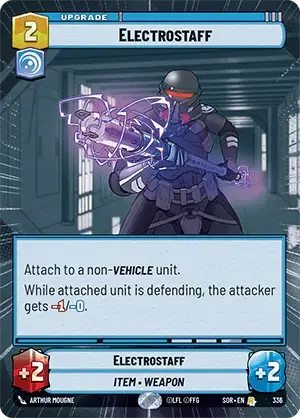 UPGRADE
2
ELECTROSTAFF
Attach to a non-VEHICLE unit.
While attached unit is defending, the attacker
gets -1/-0.
+2
ELECTROSTAFF
ITEM • WEAPON
+2
ARTHUR MOUGNE
©LFL ©FFG
SOR • EN
336